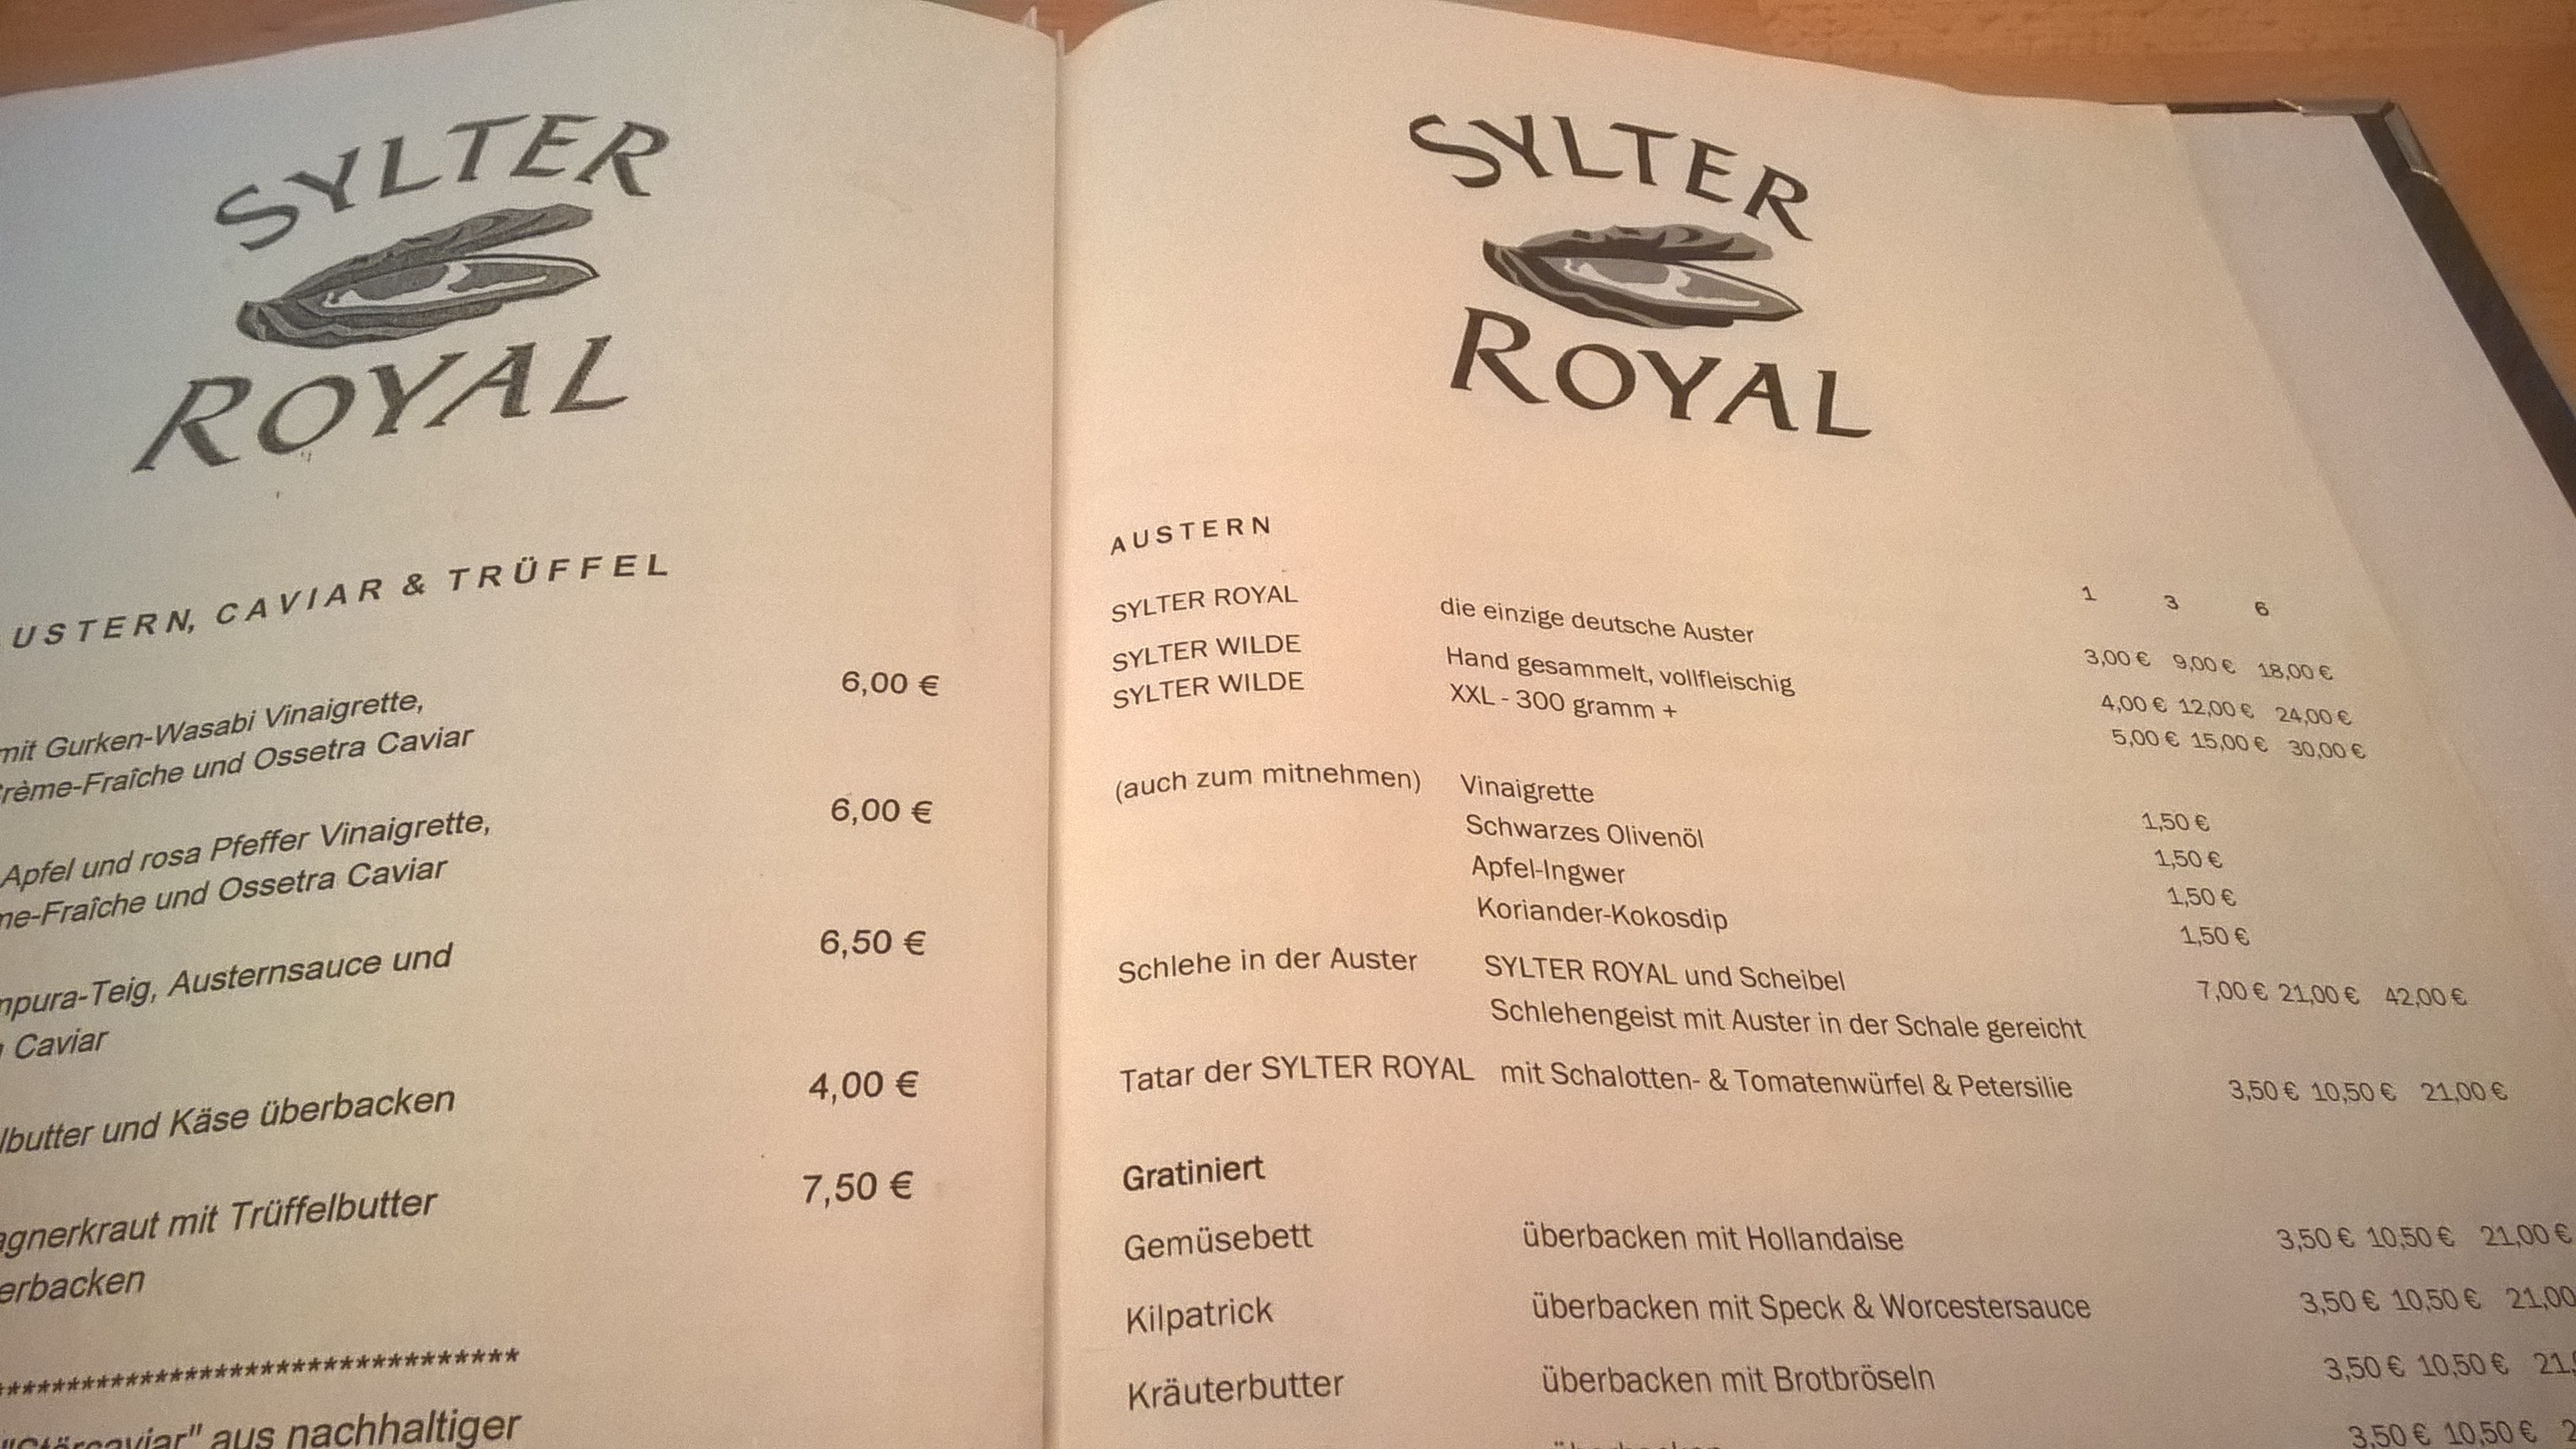 SYLTER
ROYAL
USTERN, CAVIAR & TRÜFFEL
mit Gurken-Wasabi Vinaigrette, 6,00 €
rème-Fraîche und Ossetra Caviar
Apfel und rosa Pfeffer Vinaigrette, 6,00 €
me-Fraîche und Ossetra Caviar
mpura-Teig, Austernsauce und 6,50 €
Caviar
lbutter und Käse überbacken 4,00 €
agnerkraut mit Trüffelbutter 7,50 €
erbacken
aus nachhaltiger
SYLTER
ROYAL
AUSTERN
1 3 6
SYLTER ROYAL die einzige deutsche Auster 3,00 € 9,00 € 18,00 €
SYLTER WILDE Hand gesammelt, vollfleischig 4,00 € 12,00 € 24,00 €
SYLTER WILDE XXL - 300 gramm + 5,00 € 15,00 € 30,00 €
(auch zum mitnehmen) Vinaigrette 1,50 €
Schwarzes Olivenöl 1,50 €
Apfel-Ingwer 1,50 €
Koriander-Kokosdip 1,50 €
Schlehe in der Auster SYLTER ROYAL und Scheibel 7,00 € 21,00 € 42,00 €
Schlehengeist mit Auster in der Schale gereicht
Tatar der SYLTER ROYAL mit Schalotten- & Tomatenwürfel & Petersilie 3,50 € 10,50 € 21,00 €
Gratiniert
Gemüsebett überbacken mit Hollandaise 3,50 € 10,50 € 21,00 €
Kilpatrick überbacken mit Speck & Worcestersauce 3,50 € 10,50 € 21,00
Kräuterbutter überbacken mit Brotbröseln 3,50 € 10,50 € 21,
3,50 € 10,50 €